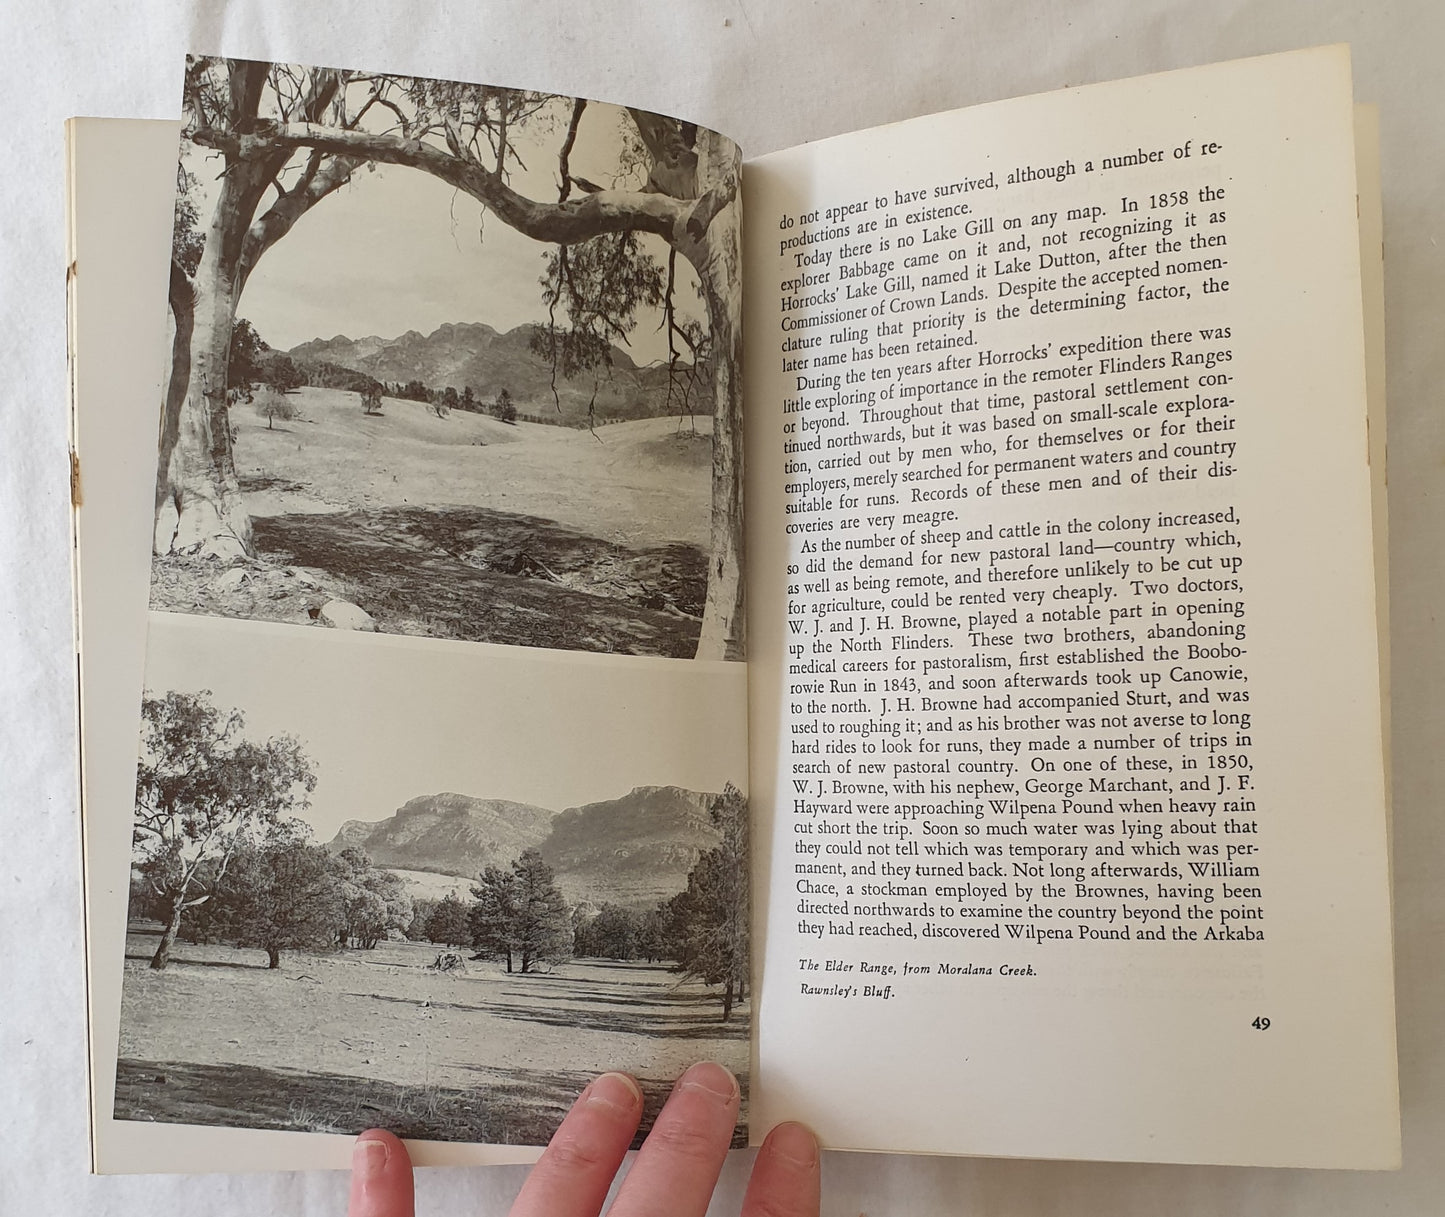 do not appear to have survived, although a number of re-
productions are in existence.
Today there is no Lake Gill on any map. In 1858 the
explorer Babbage came on it and, not recognizing it as
Horrocks' Lake Gill, named it Lake Dutton, after the then
Commissioner of Crown Lands. Despite the accepted nomen-
clature ruling that priority is the determining factor, the
later name has been retained.
During the ten years after Horrocks' expedition there was
little exploring of importance in the remoter Flinders Ranges
or beyond. Throughout that time, pastoral settlement con-
tinued northwards, but it was based on small-scale explora-
tion, carried out by men who, for themselves or for their
employers, merely searched for permanent waters and country
suitable for runs. Records of these men and of their dis-
coveries are very meagre.
As the number of sheep and cattle in the colony increased,
so did the demand for new pastoral land—country which,
as well as being remote, and therefore unlikely to be cut up
for agriculture, could be rented very cheaply. Two doctors,
W. J. and J. H. Browne, played a notable part in opening
up the North Flinders. These two brothers, abandoning
medical careers for pastoralism, first established theBoobo-
rowie Run in 1843, and soon afterwards took up Canowie,
to the north. J. H. Browne had accompanied Sturt, and was
used to roughing it; and as his brother was not averse to long
hard rides to look for runs, they made a number of trips in
search of new pastoral country. On one of these, in 1850,
W. J. Browne, with his nephew, George Marchant, and J. F.
Hayward were approaching Wilpena Pound when heavy rain
cut short the trip. Soon so much water was lying about that
they could not tell which was temporary and which was per-
manent, and they turned back. Not long afterwards, William
Chace, a stockman employed by the Brownes, having been
directed northwards to examine the country beyond the point
they had reached, discovered Wilpena Pound and the Arkaba
The Elder Range, from Moralana Creek.
Rawnsley's Bluff.
49